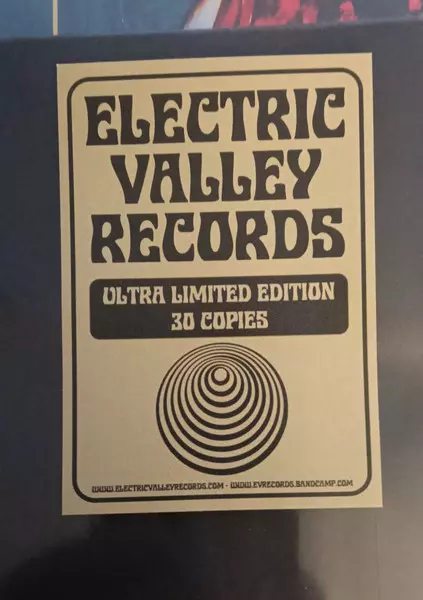 ELECTRIC
VALLEY
RECORDS
ULTRA LIMITED EDITION
30 COPIES
WWW.ELECTRICVALLEYRECORDS.COM - WWW.EVRECORDS.BANDCAMP.COM